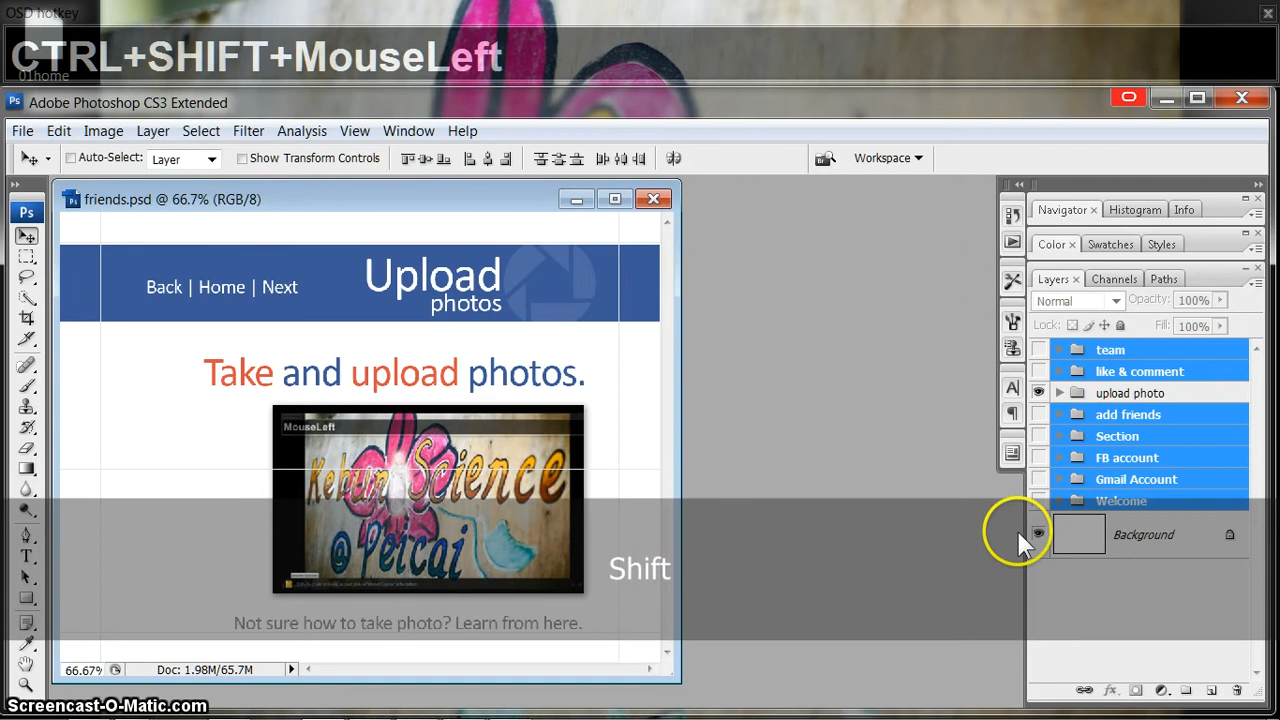 OSD hotkey
CTRL+SHIFT+MouseLeft
01home
Ps Adobe Photoshop CS3 Extended
File Edit Image Layer Select Filter Analysis View Window Help
Auto-Select: Layer Show Transform Controls Workspace
Ps
friends.psd @ 66.7% (RGB/8)
Back | Home | Next
Upload
photos
Take and upload photos.
MouseLeft
Kebun Science
@ Peicai
Not sure how to take photo? Learn from here.
66.67% Doc: 1.98M/65.7M
Shift
Navigator x Histogram Info
Color x Swatches Styles
Layers x Channels Paths
Normal Opacity: 100%
Lock: Fill: 100%
team
like & comment
upload photo
add friends
Section
FB account
Gmail Account
Welcome
Background
Screencast-O-Matic.com